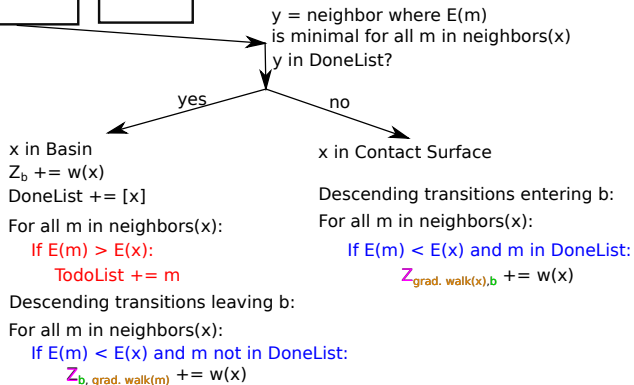 y = neighbor where E(m)
is minimal for all m in neighbors(x)
y in DoneList?
yes
no
x in Basin
Z_b += w(x)
DoneList += [x]
For all m in neighbors(x):
If E(m) > E(x):
TodoList += m
Descending transitions leaving b:
For all m in neighbors(x):
If E(m) < E(x) and m not in DoneList:
Z_b, grad. walk(m) += w(x)
x in Contact Surface
Descending transitions entering b:
For all m in neighbors(x):
If E(m) < E(x) and m in DoneList:
Z_grad. walk(x),b += w(x)